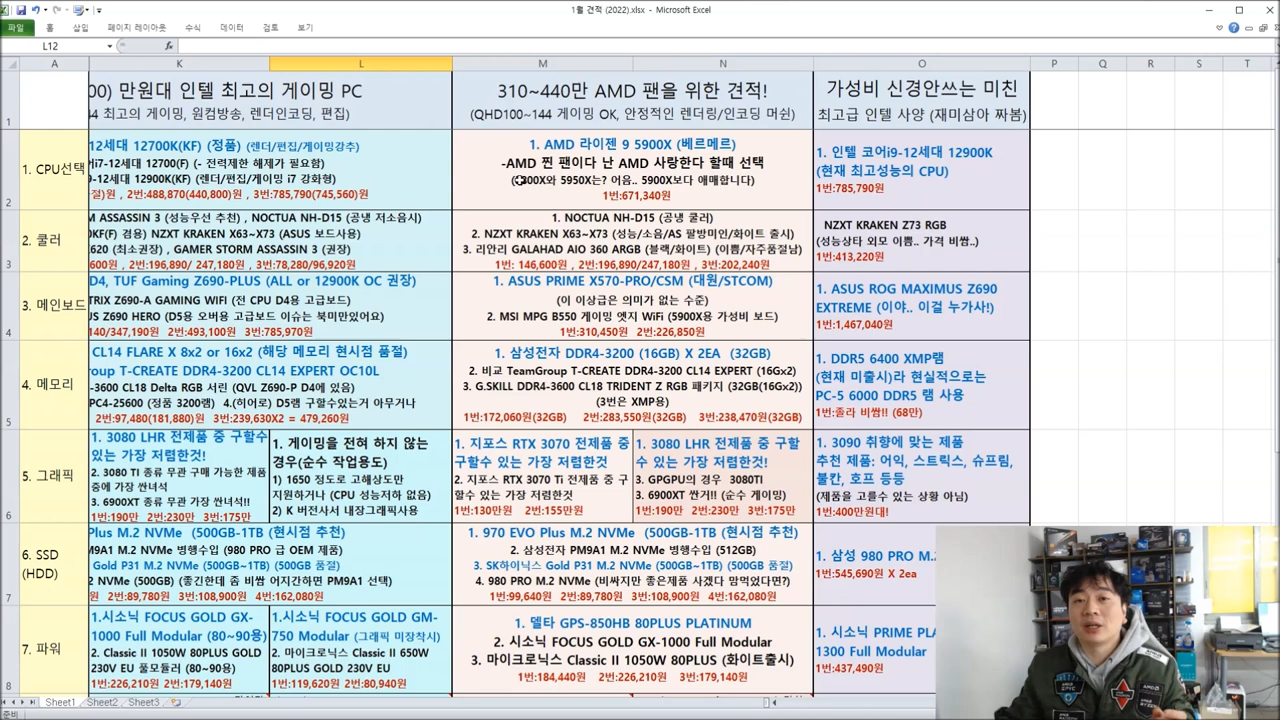 1월 견적 (2022).xlsx - Microsoft Excel
파일 홈 삽입 페이지 레이아웃 수식 데이터 검토 보기
L12
fx
A K L M N O P Q R S T
1
00) 만원대 인텔 최고의 게이밍 PC
44 최고의 게이밍, 원컴방송, 렌더인코딩, 편집)
310~440만 AMD 팬을 위한 견적!
(QHD100~144 게이밍 OK, 안정적인 렌더링/인코딩 머쉰)
가성비 신경안쓰는 미친
최고급 인텔 사양 (재미삼아 짜봄)
2
1. CPU선택
12세대 12700K(KF) (정품) (렌더/편집/게이밍강추)
어i7-12세대 12700(F) (- 전력제한 해제가 필요함)
9-12세대 12900K(KF) (렌더/편집/게이밍 i7 강화형)
절)원 , 2번:488,870(440,800)원 , 3번:785,790(745,560)원
1. AMD 라이젠 9 5900X (베르메르)
-AMD 찐 팬이다 난 AMD 사랑한다 할때 선택
00X와 5950X는? 어음.. 5900X보다 애매합니다)
1번:671,340원
1. 인텔 코어i9-12세대 12900K
(현재 최고성능의 CPU)
1번:785,790원
3
2. 쿨러
M ASSASSIN 3 (성능우선 추천) , NOCTUA NH-D15 (공냉 저소음시)
0KF(F) 겸용) NZXT KRAKEN X63~X73 (ASUS 보드사용)
620 (최소권장) , GAMER STORM ASSASSIN 3 (권장)
600원 , 2번:196,890/ 247,180원 , 3번:78,280/96,920원
1. NOCTUA NH-D15 (공냉 쿨러)
2. NZXT KRAKEN X63~X73 (성능/소음/AS 팔방미인/화이트 출시)
3. 리안리 GALAHAD AIO 360 ARGB (블랙/화이트) (이쁨/자주품절남)
1번: 146,600원 , 2번:196,890/247,180원 , 3번:202,240원
NZXT KRAKEN Z73 RGB
(성능상타 외모 이쁨.. 가격 비쌈..)
1번:413,220원
4
3. 메인보드
D4, TUF Gaming Z690-PLUS (ALL or 12900K OC 권장)
TRIX Z690-A GAMING WIFI (전 CPU D4용 고급보드)
US Z690 HERO (D5용 오버용 고급보드 이슈는 북미만있어요)
140/347,190원 2번:493,100원 3번:785,970원
1. ASUS PRIME X570-PRO/CSM (대원/STCOM)
(이 이상급은 의미가 없는 수준)
2. MSI MPG B550 게이밍 엣지 WiFi (5900X용 가성비 보드)
1번:310,450원 2번:226,850원
1. ASUS ROG MAXIMUS Z690
EXTREME (이야.. 이걸 누가사!)
1번:1,467,040원
5
4. 메모리
CL14 FLARE X 8x2 or 16x2 (해당 메모리 현시점 품절)
roup T-CREATE DDR4-3200 CL14 EXPERT OC10L
-3600 CL18 Delta RGB 서린 (QVL Z690-P D4에 있음)
PC4-25600 (정품 3200램) 4.(히어로) D5램 구할수있는거 아무거나
2번:97,480(181,880)원 3번:239,630X2 = 479,260원
1. 삼성전자 DDR4-3200 (16GB) X 2EA (32GB)
2. 비교 TeamGroup T-CREATE DDR4-3200 CL14 EXPERT (16Gx2)
3. G.SKILL DDR4-3600 CL18 TRIDENT Z RGB 패키지 (32GB(16Gx2))
(3번은 XMP용)
1번:172,060원(32GB) 2번:283,550원(32GB) 3번:238,470원(32GB)
1. DDR5 6400 XMP램
(현재 미출시)라 현실적으로는
PC-5 6000 DDR5 램 사용
1번:졸라 비쌈!! (68만)
6
5. 그래픽
1. 3080 LHR 전제품 중 구할수
있는 가장 저렴한것!
2. 3080 TI 종류 무관 구매 가능한 제품
중에 가장 싼녀석
3. 6900XT 종류 무관 가장 싼녀석!!
1번:190만 2번:230만 3번:175만
1. 게이밍을 전혀 하지 않는
경우(순수 작업용도)
1) 1650 정도로 고해상도만
지원하거나 (CPU 성능저하 없음)
2) K 버전사서 내장그래픽사용
1. 지포스 RTX 3070 전제품 중
구할수 있는 가장 저렴한것
2. 지포스 RTX 3070 Ti 전제품 중 구
할수 있는 가장 저렴한것
1번:130만원 2번:155만원
1. 3080 LHR 전제품 중 구할
수 있는 가장 저렴한것!
3. GPGPU의 경우 3080TI
3. 6900XT 싼거!! (순수 게이밍)
1번:190만 2번:230만 3번:175만
1. 3090 취향에 맞는 제품
추천 제품: 어익, 스트릭스, 슈프림,
불칸, 호프 등등
(제품을 고를수 있는 상황 아님)
1번:400만원대!
7
6. SSD
(HDD)
Plus M.2 NVMe (500GB-1TB (현시점 추천)
M9A1 M.2 NVMe 병행수입 (980 PRO 급 OEM 제품)
Gold P31 M.2 NVMe (500GB~1TB) (500GB 품절)
2 NVMe (500GB) (좋긴한데 좀 비쌈 어지간하면 PM9A1 선택)
원 2번:89,780원 3번:108,900원 4번:162,080원
1. 970 EVO Plus M.2 NVMe (500GB-1TB (현시점 추천)
2. 삼성전자 PM9A1 M.2 NVMe 병행수입 (512GB)
3. SK하이닉스 Gold P31 M.2 NVMe (500GB~1TB) (500GB 품절)
4. 980 PRO M.2 NVMe (비싸지만 좋은제품 사겠다 맘먹었다면?)
1번:99,640원 2번:89,780원 3번:108,900원 4번:162,080원
1. 삼성 980 PRO M.2
1번:545,690원 X 2ea
8
7. 파워
1.시소닉 FOCUS GOLD GX-
1000 Full Modular (80~90용)
2. Classic II 1050W 80PLUS GOLD
230V EU 풀모듈러 (80~90용)
1번:226,210원 2번:179,140원
1.시소닉 FOCUS GOLD GM-
750 Modular (그래픽 미장착시)
2. 마이크로닉스 Classic II 650W
80PLUS GOLD 230V EU
1번:119,620원 2번:80,940원
1. 델타 GPS-850HB 80PLUS PLATINUM
2. 시소닉 FOCUS GOLD GX-1000 Full Modular
3. 마이크로닉스 Classic II 1050W 80PLUS (화이트출시)
1번:184,440원 2번:226,210원 3번:179,140원
1. 시소닉 PRIME PLA
1300 Full Modular
1번:437,490원
Sheet1 Sheet2 Sheet3
준비